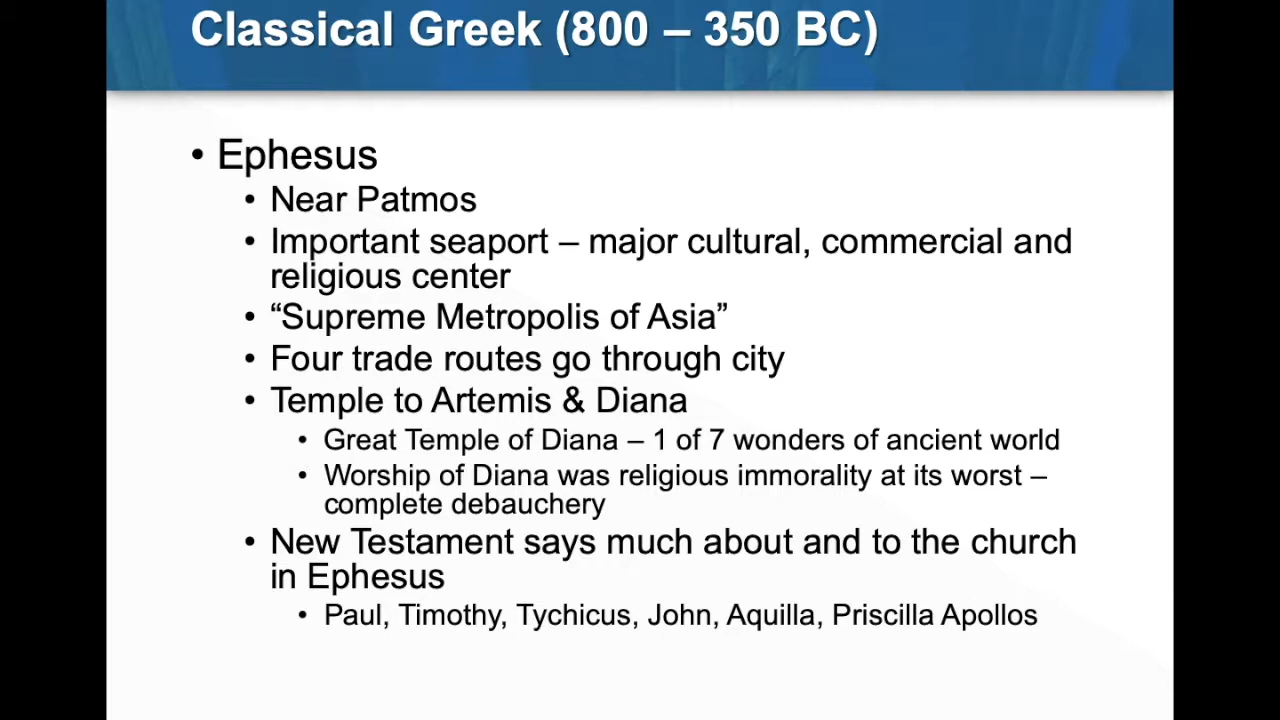 Classical Greek (800 – 350 BC)
• Ephesus
• Near Patmos
• Important seaport – major cultural, commercial and
religious center
• “Supreme Metropolis of Asia”
• Four trade routes go through city
• Temple to Artemis & Diana
• Great Temple of Diana – 1 of 7 wonders of ancient world
• Worship of Diana was religious immorality at its worst –
complete debauchery
• New Testament says much about and to the church
in Ephesus
• Paul, Timothy, Tychicus, John, Aquilla, Priscilla Apollos